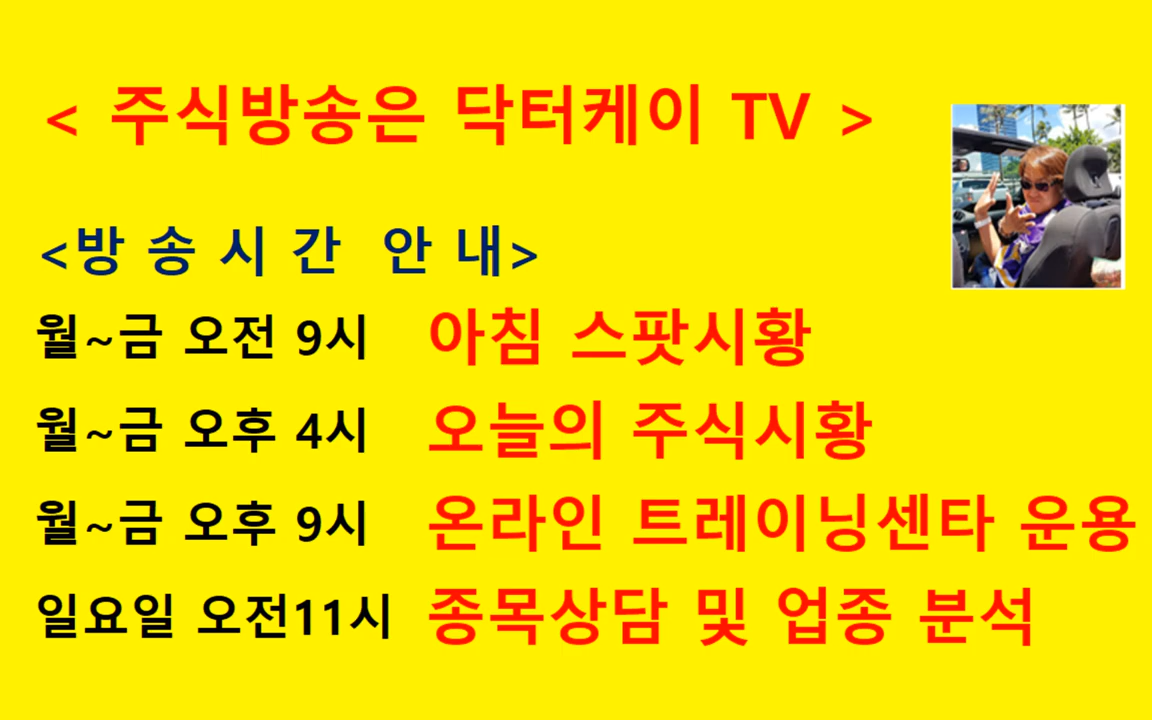 < 주식방송은 닥터케이 TV >
<방 송 시 간 안 내>
월~금 오전 9시 아침 스팟시황
월~금 오후 4시 오늘의 주식시황
월~금 오후 9시 온라인 트레이닝센타 운용
일요일 오전11시 종목상담 및 업종 분석